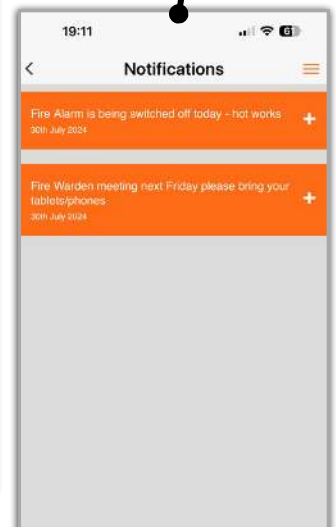 19:11
61
Notifications
Fire Alarm is being switched off today - hot works
30th July 2024
Fire Warden meeting next Friday please bring your
tablets/phones
30th July 2024